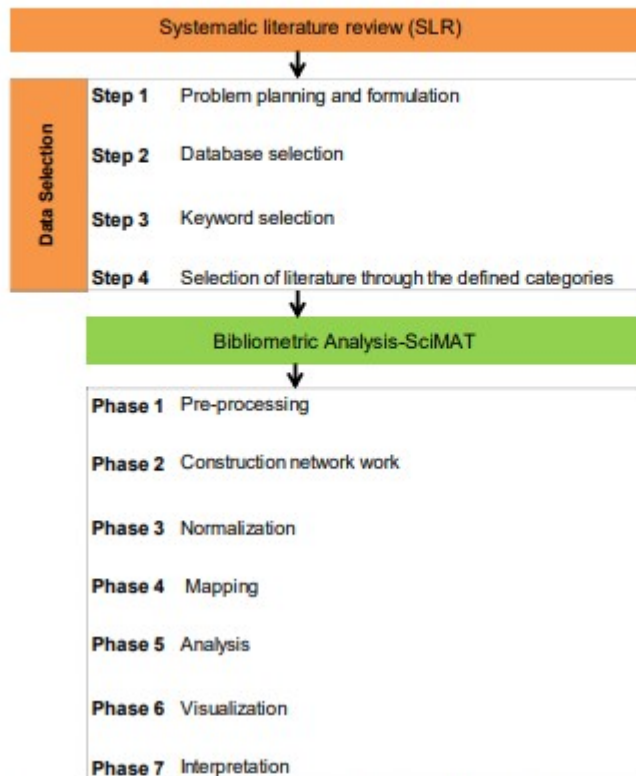 Systematic literature review (SLR)
Data Selection
Step 1 Problem planning and formulation
Step 2 Database selection
Step 3 Keyword selection
Step 4 Selection of literature through the defined categories
Bibliometric Analysis-SciMAT
Phase 1 Pre-processing
Phase 2 Construction network work
Phase 3 Normalization
Phase 4 Mapping
Phase 5 Analysis
Phase 6 Visualization
Phase 7 Interpretation